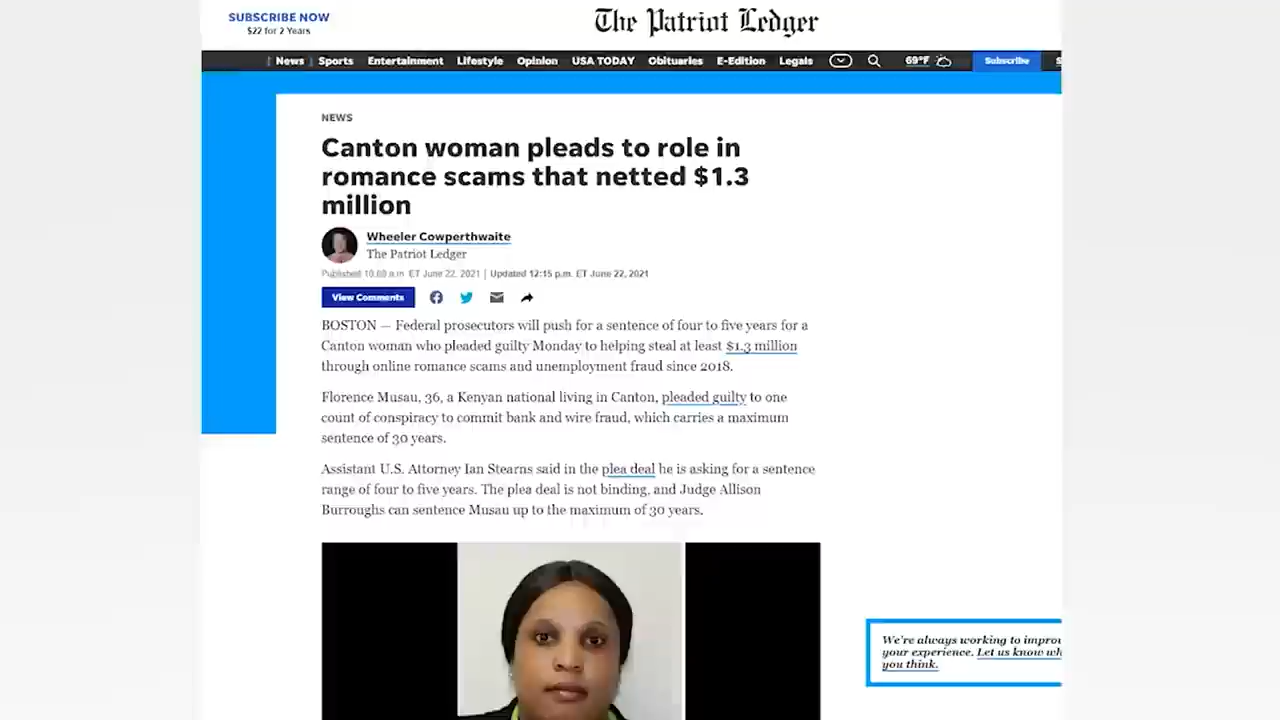 SUBSCRIBE NOW
$22 for 2 Years
The Patriot Ledger
News Sports Entertainment Lifestyle Opinion USA TODAY Obituaries E-Edition Legals 69°F Subscribe S
NEWS
Canton woman pleads to role in
romance scams that netted $1.3
million
Wheeler Cowperthwaite
The Patriot Ledger
Published a.m. ET June 22, 2021 | Updated 12:15 p.m. ET June 22, 2021
View Comments
BOSTON — Federal prosecutors will push for a sentence of four to five years for a
Canton woman who pleaded guilty Monday to helping steal at least $1.3 million
through online romance scams and unemployment fraud since 2018.
Florence Musau, 36, a Kenyan national living in Canton, pleaded guilty to one
count of conspiracy to commit bank and wire fraud, which carries a maximum
sentence of 30 years.
Assistant U.S. Attorney Ian Stearns said in the plea deal he is asking for a sentence
range of four to five years. The plea deal is not binding, and Judge Allison
Burroughs can sentence Musau up to the maximum of 30 years.
We're always working to improv
your experience. Let us know wh
you think.